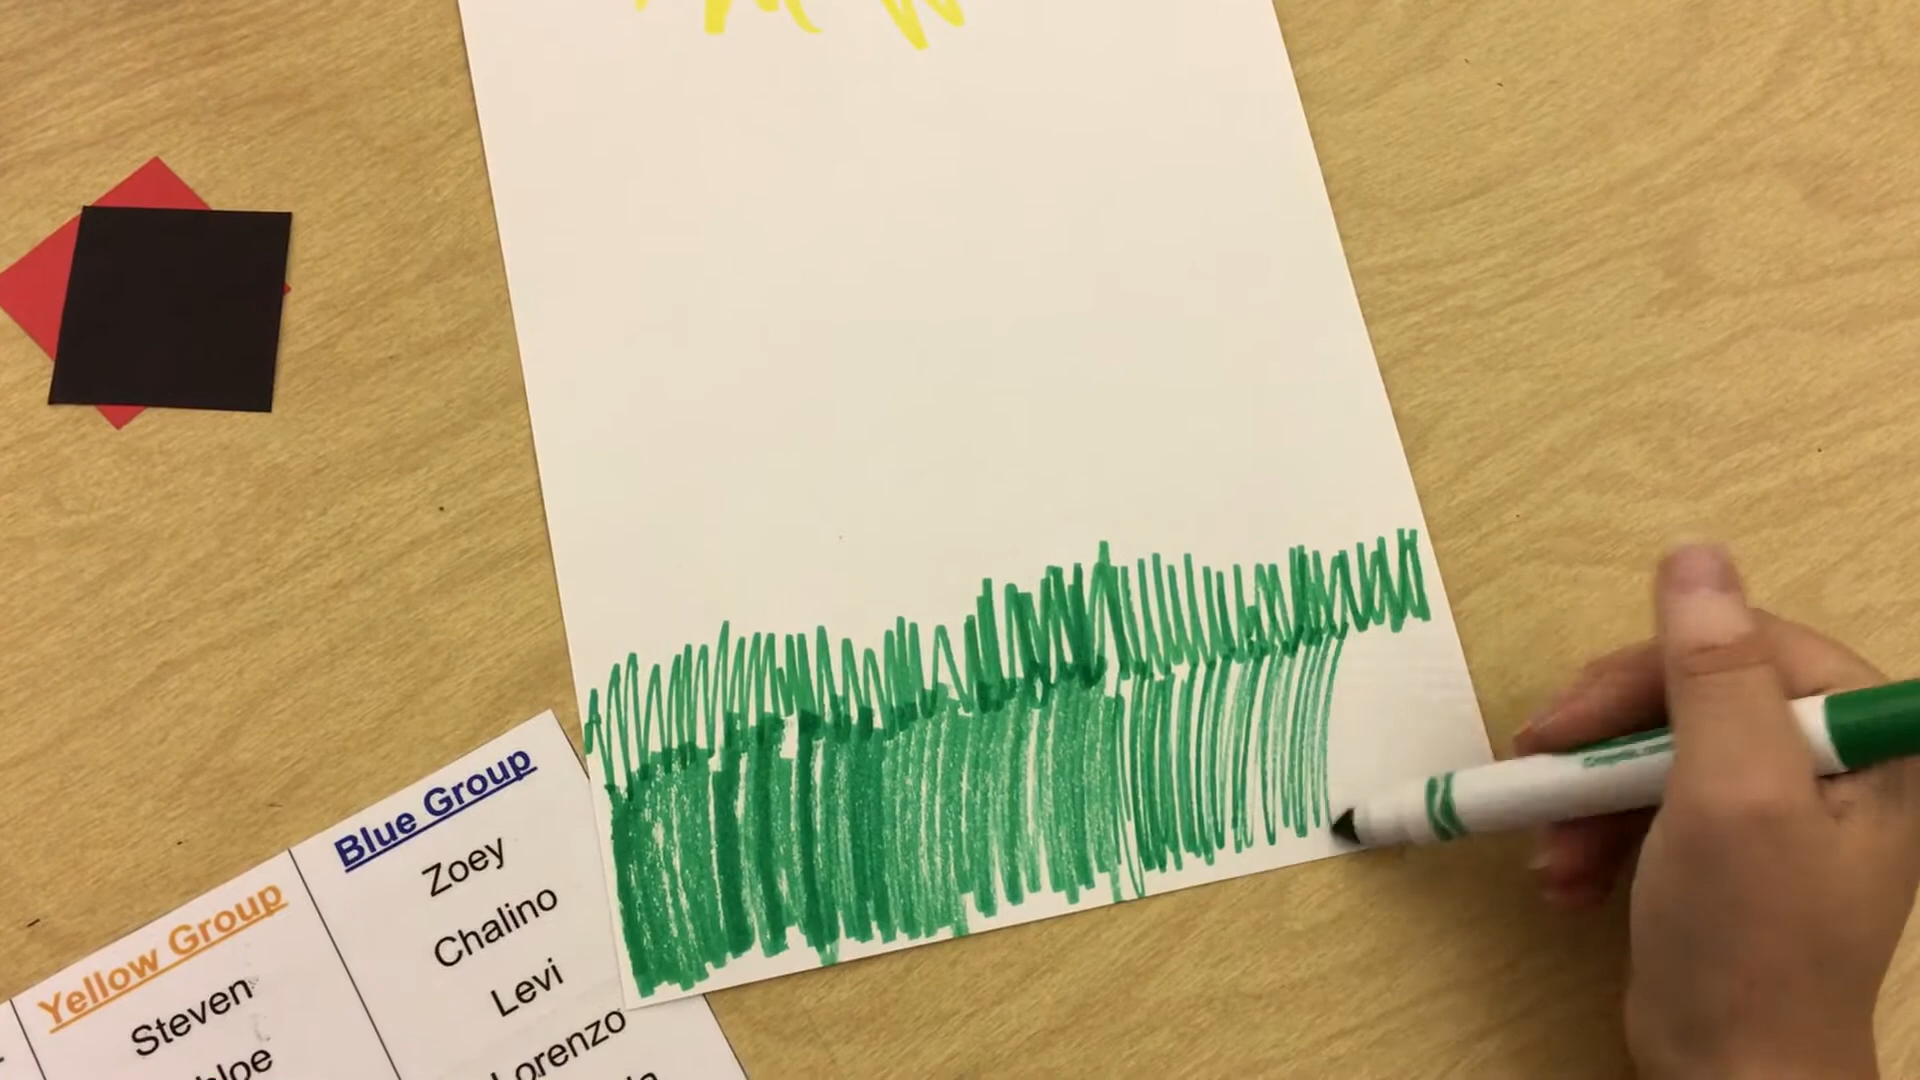 Blue Group
Zoey
Chalino
Levi
Lorenzo
Yellow Group
Steven